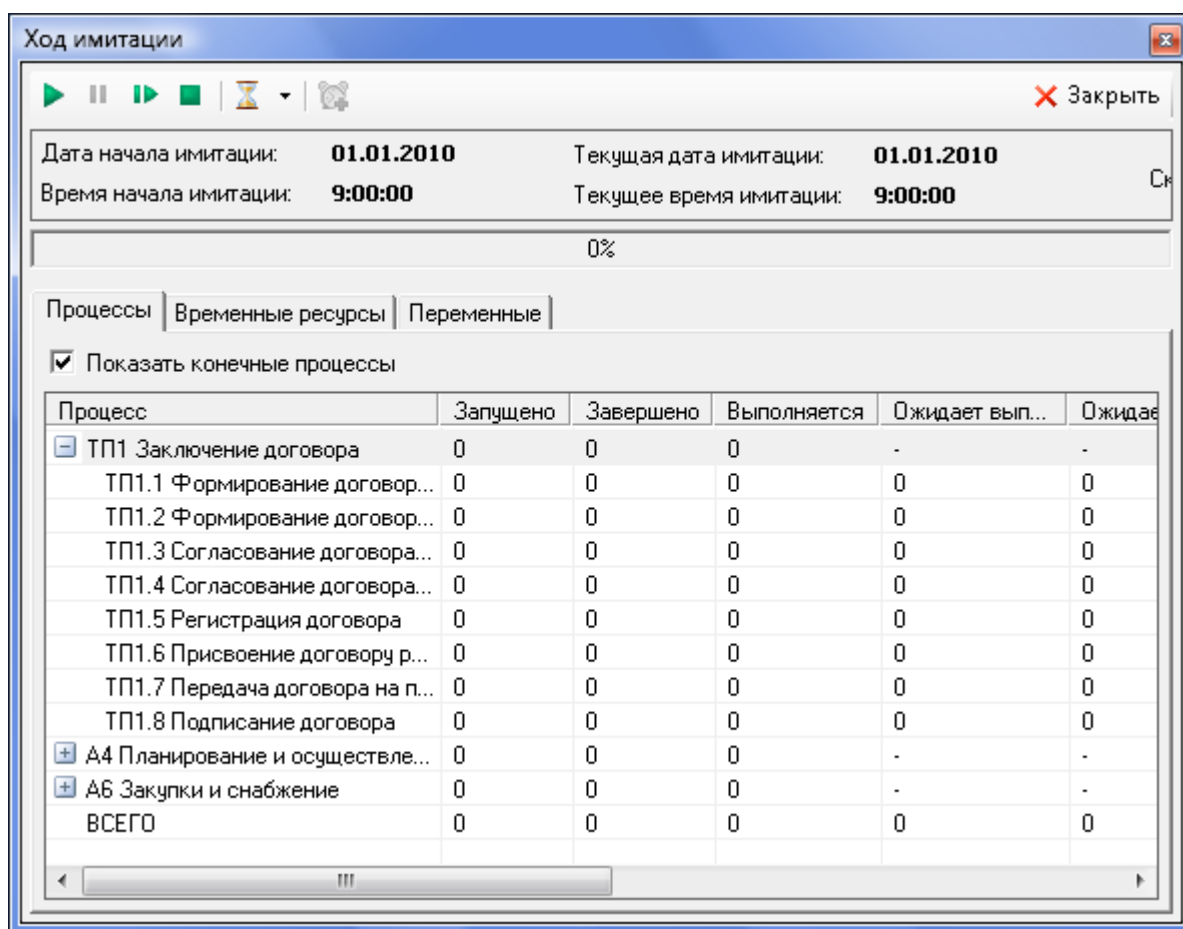 Ход имитации
Закрыть
Дата начала имитации: 01.01.2010 Текущая дата имитации: 01.01.2010
Ск
Время начала имитации: 9:00:00 Текущее время имитации: 9:00:00
0%
Процессы Временные ресурсы Переменные
Показать конечные процессы
Процесс Запущено Завершено Выполняется Ожидает вып... Ожидае
ТП1 Заключение договора 0 0 0 - -
ТП1.1 Формирование договор... 0 0 0 0 0
ТП1.2 Формирование договор... 0 0 0 0 0
ТП1.3 Согласование договора... 0 0 0 0 0
ТП1.4 Согласование договора... 0 0 0 0 0
ТП1.5 Регистрация договора 0 0 0 0 0
ТП1.6 Присвоение договору р... 0 0 0 0 0
ТП1.7 Передача договора на п... 0 0 0 0 0
ТП1.8 Подписание договора 0 0 0 0 0
А4 Планирование и осуществле... 0 0 0 - -
А6 Закупки и снабжение 0 0 0 - -
ВСЕГО 0 0 0 0 0